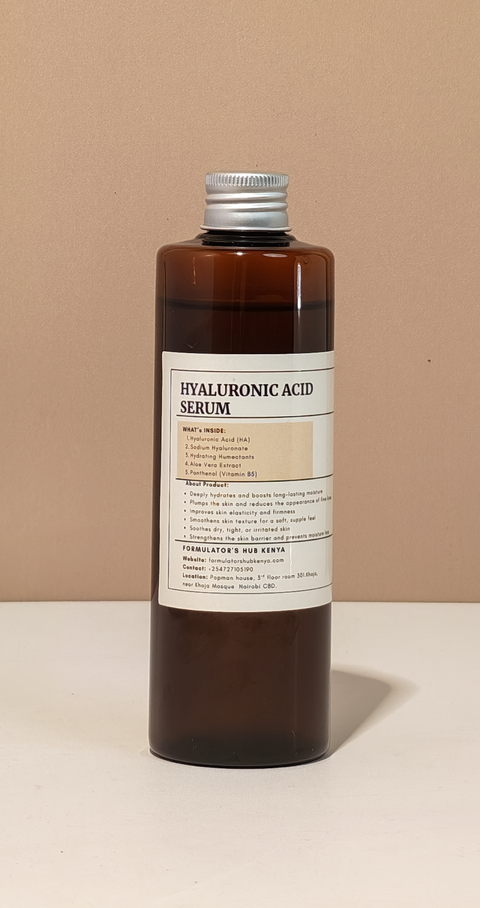 HYALURONIC ACID
SERUM
WHAT's INSIDE:
1.Hyaluronic Acid (HA)
2.Sodium Hyaluronate
3.Hydrating Humectants
4.Aloe Vera Extract
5.Panthenol (Vitamin B5)
About Product:
• Deeply hydrates and boosts long-lasting moisture
• Plumps the skin and reduces the appearance of fine
• Improves skin elasticity and firmness
• Smoothens skin texture for a soft, supple feel
• Soothes dry, tight, or irritated skin
• Strengthens the skin barrier and prevents moisture
FORMULATOR'S HUB KENYA
Website: formulatorshubkenya.com
Contact: +254727105190
Location: Popman house, 3rd floor room 301.Khoja,
near Khoja Mosque Nairobi CBD.